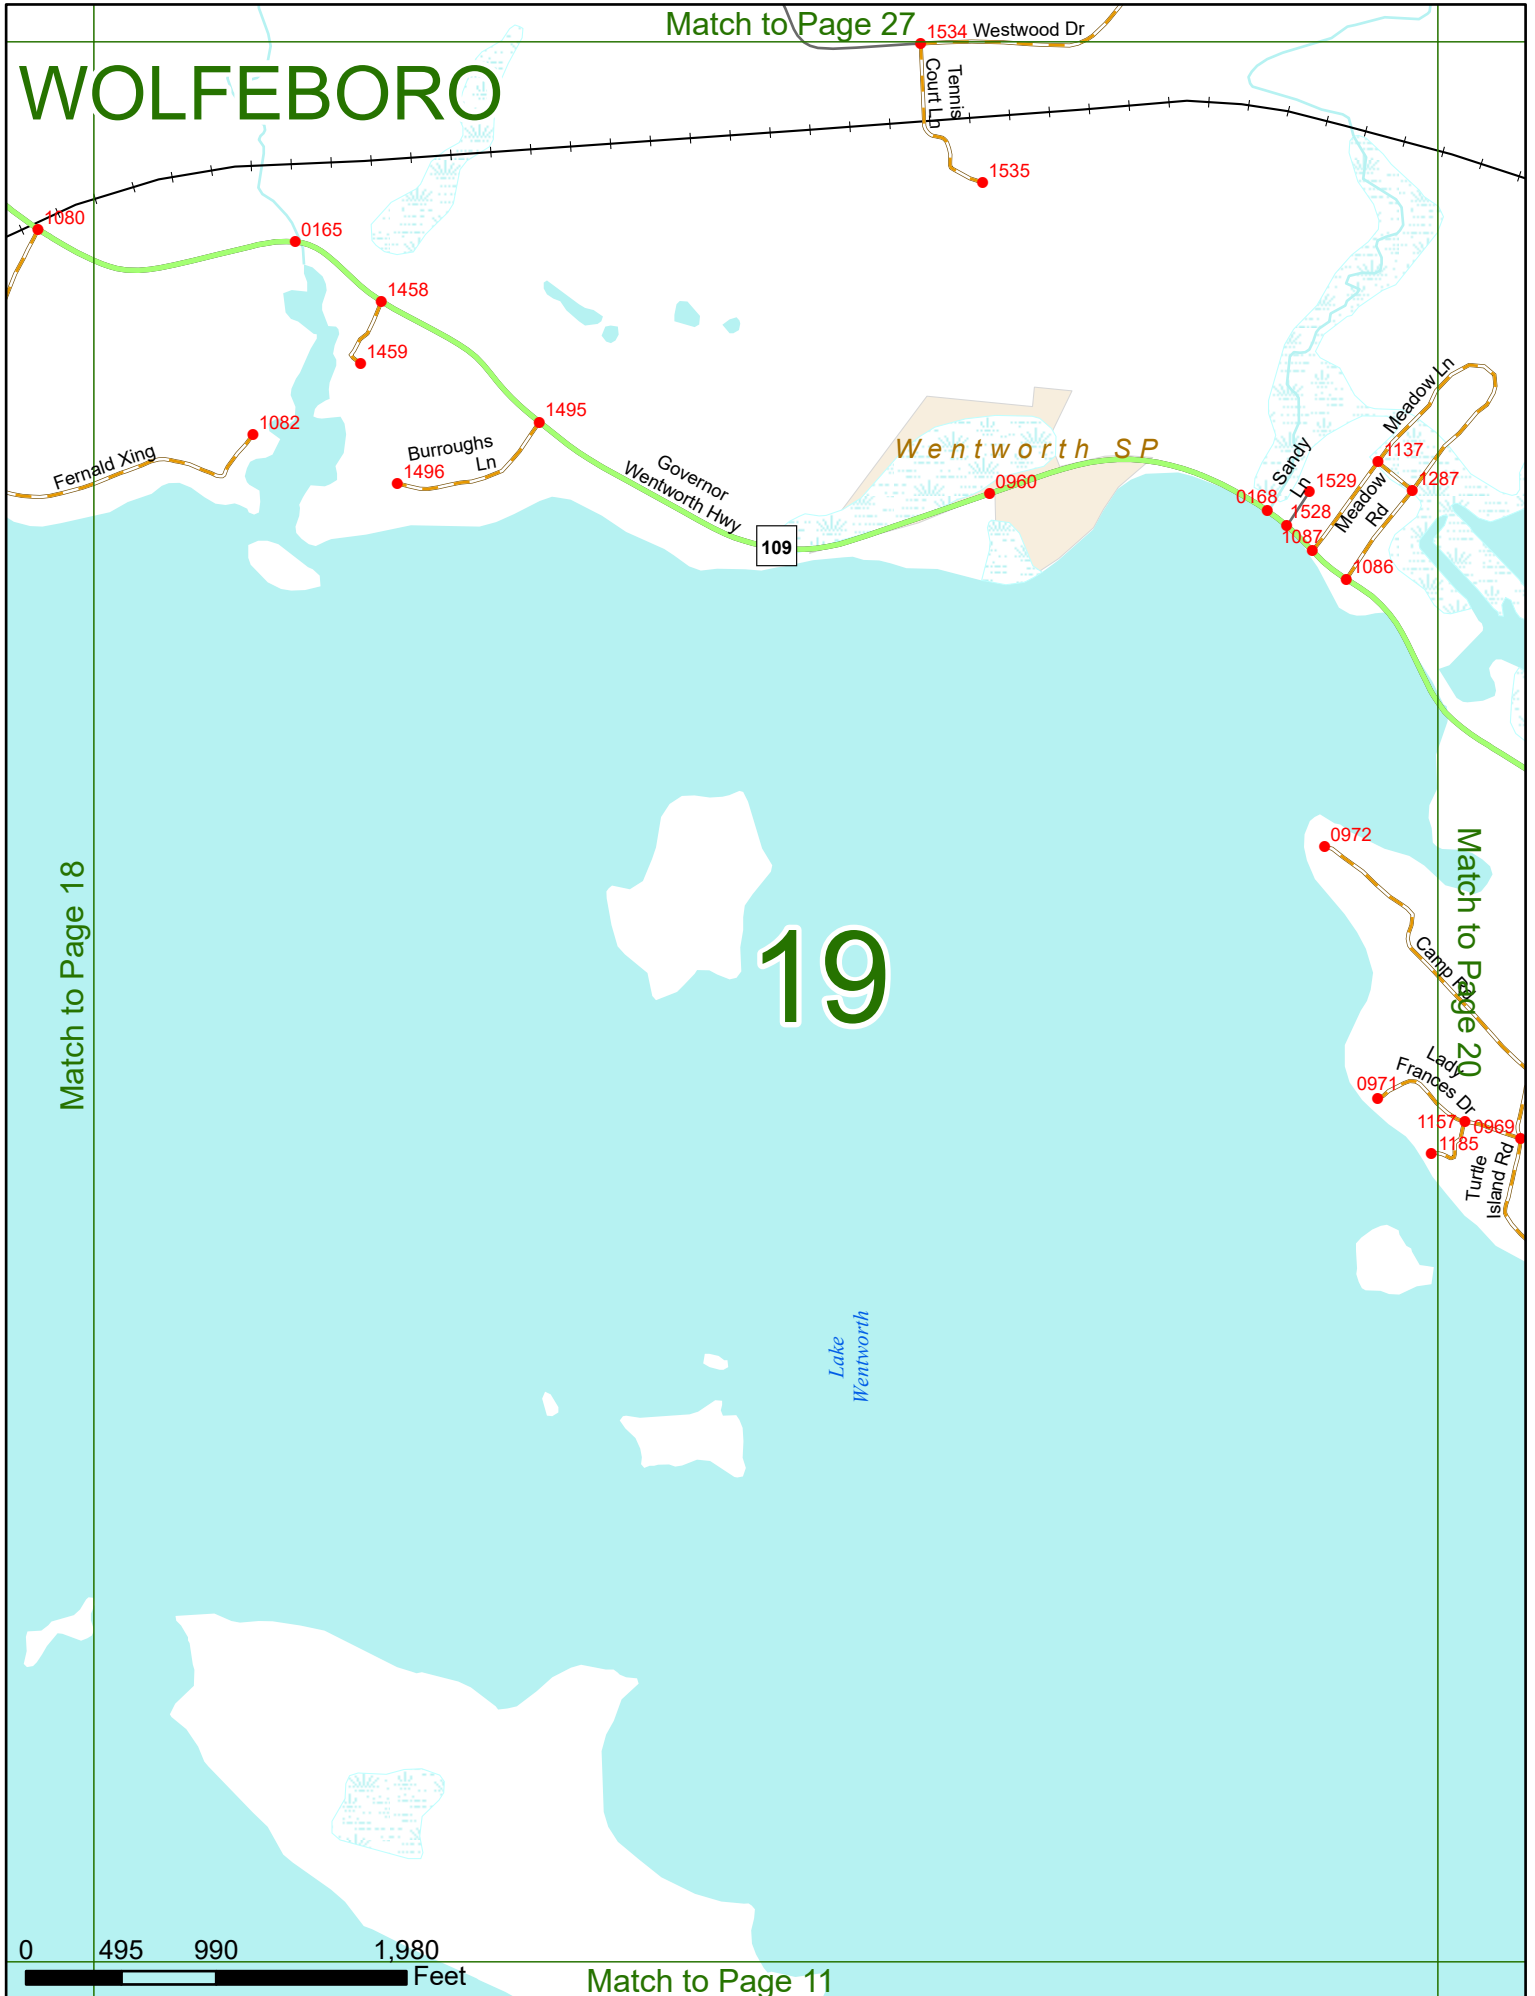 Match to Page 27
1534
Westwood Dr
WOLFEBORO
Tennis
Court Ln
1535
1080
0165
1458
1459
1495
1082
Fernald Xing
Burroughs
Ln
1496
Governor
Wentworth Hwy
109
Wentworth SP
0960
Meadow Ln
1137
1287
Sandy
Ln
1529
0168
1528
Meadow
Rd
1087
1086
0972
Match to Page 18
19
Match to Page 20
Camp Rd
Lady
Frances Dr
0971
1157
0969
1185
Turtle
Island Rd
Lake
Wentworth
0 495 990 1,980
Feet
Match to Page 11